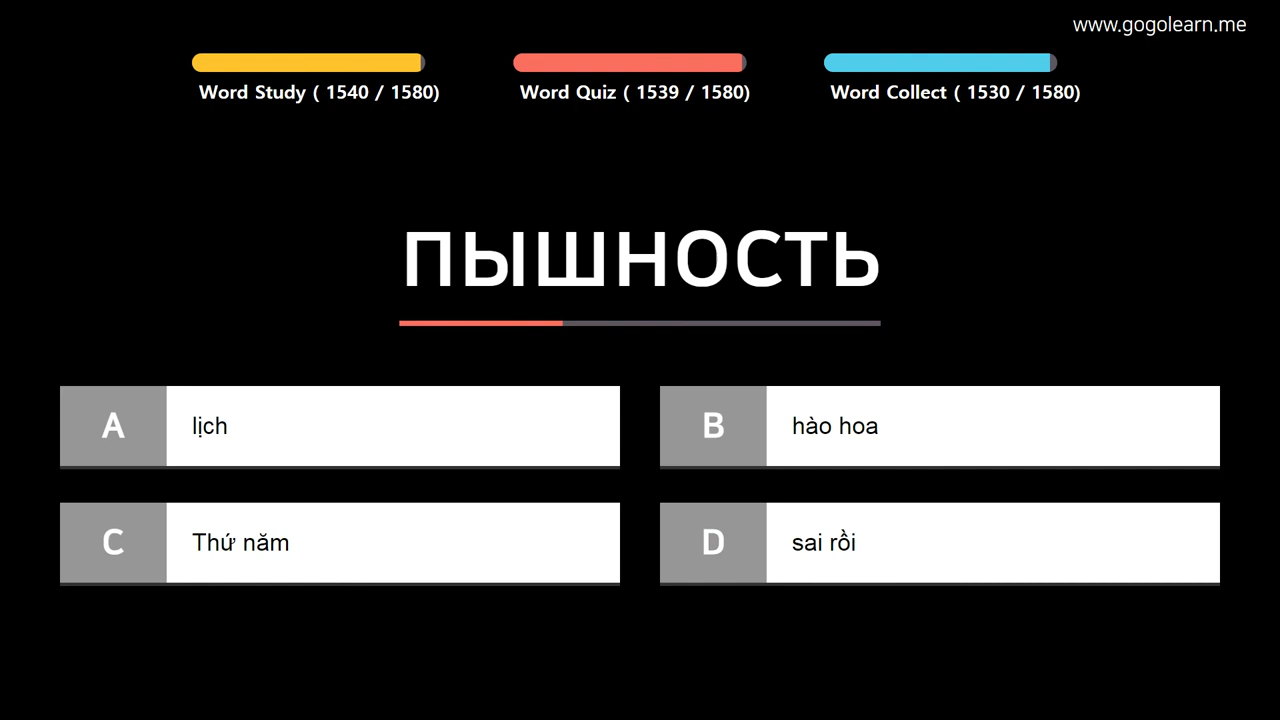 www.gogolearn.me
Word Study ( 1540 / 1580)
Word Quiz ( 1539 / 1580)
Word Collect ( 1530 / 1580)
ПЫШНОСТЬ
A
lịch
B
hào hoa
C
Thứ năm
D
sai rồi